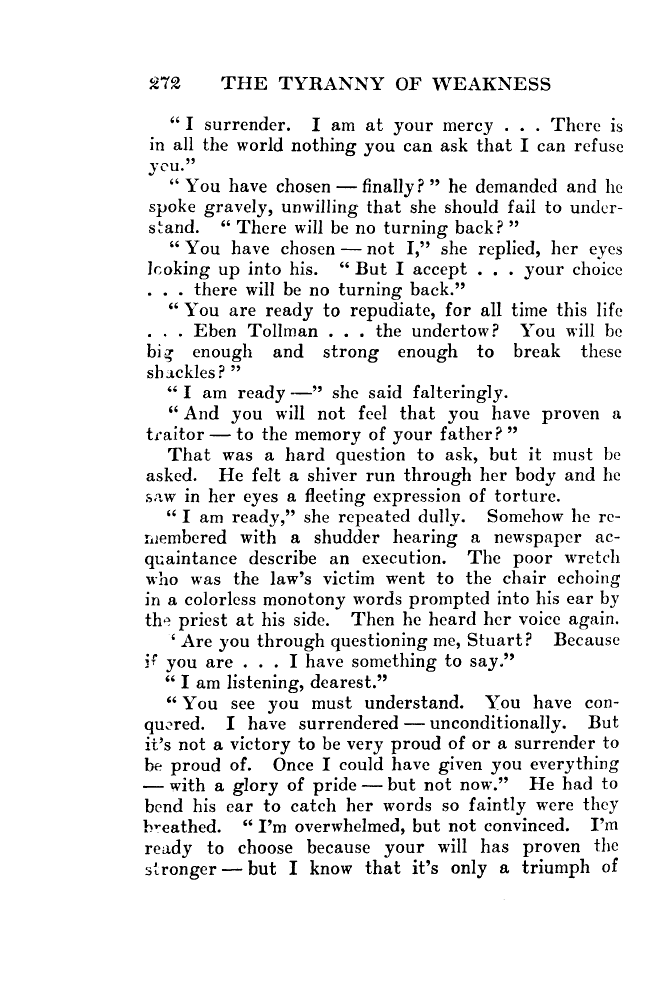 272 THE TYRANNY OF WEAKNESS
“I surrender. I am at your mercy . . . There is
in all the world nothing you can ask that I can refuse
you.”
“You have chosen — finally?” he demanded and he
spoke gravely, unwilling that she should fail to under-
stand. “There will be no turning back?”
“You have chosen — not I,” she replied, her eyes
looking up into his. “But I accept . . . your choice
. . . there will be no turning back.”
“You are ready to repudiate, for all time this life
. . . Eben Tollman . . . the undertow? You will be
big enough and strong enough to break these
shackles?”
“I am ready —” she said falteringly.
“And you will not feel that you have proven a
traitor — to the memory of your father?”
That was a hard question to ask, but it must be
asked. He felt a shiver run through her body and he
saw in her eyes a fleeting expression of torture.
“I am ready,” she repeated dully. Somehow he re-
membered with a shudder hearing a newspaper ac-
quaintance describe an execution. The poor wretch
who was the law’s victim went to the chair echoing
in a colorless monotony words prompted into his ear by
the priest at his side. Then he heard her voice again.
‘Are you through questioning me, Stuart? Because
if you are . . . I have something to say.”
“I am listening, dearest.”
“You see you must understand. You have con-
quered. I have surrendered — unconditionally. But
it’s not a victory to be very proud of or a surrender to
be proud of. Once I could have given you everything
— with a glory of pride — but not now.” He had to
bend his ear to catch her words so faintly were they
breathed. “I’m overwhelmed, but not convinced. I’m
ready to choose because your will has proven the
stronger — but I know that it’s only a triumph of